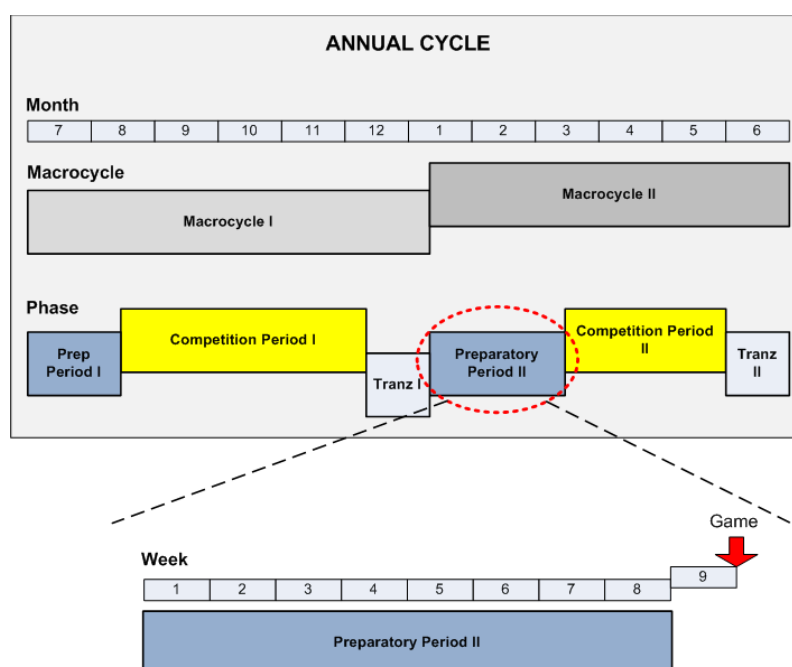 ANNUAL CYCLE
Month
7 8 9 10 11 12 1 2 3 4 5 6
Macrocycle
Macrocycle I
Macrocycle II
Phase
Prep
Period I
Competition Period I
Tranz I
Preparatory
Period II
Competition Period
II
Tranz
II
Game
Week
1 2 3 4 5 6 7 8 9
Preparatory Period II